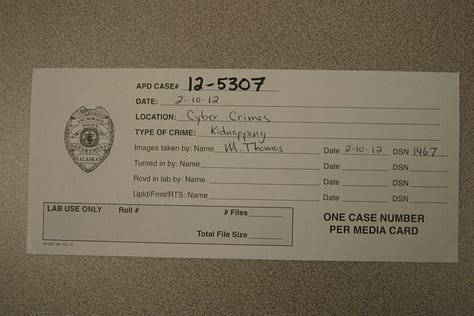 APD CASE# 12-5307
DATE: 2-10-12
LOCATION: Cyber Crimes
TYPE OF CRIME: Kidnapping
Images taken by: Name M. Thomas Date 2-10-12 DSN 1467
Turned in by: Name Date DSN
Rcvd in lab by: Name Date DSN
Upld/Frmt/RTS: Name Date DSN
POLICE
DEPARTMENT
ALASKA
LAB USE ONLY Roll # # Files
Total File Size
ONE CASE NUMBER
PER MEDIA CARD